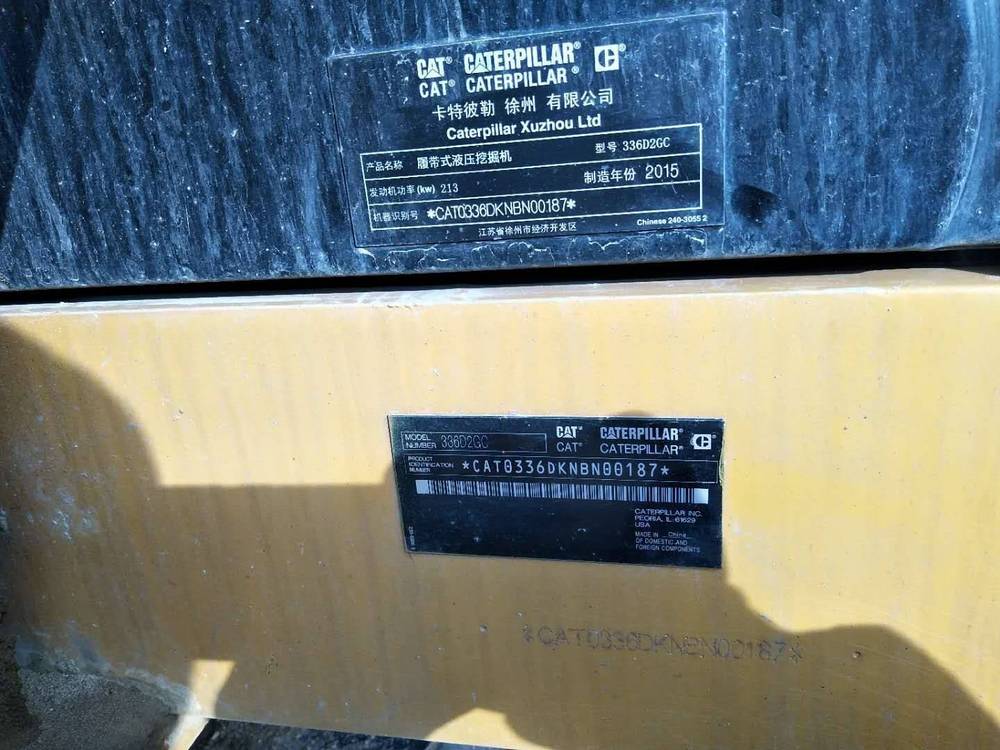 CAT® CATERPILLAR® ®
CAT® CATERPILLAR®
卡特彼勒 徐州 有限公司
Caterpillar Xuzhou Ltd
产品名称 履带式液压挖掘机 型号 336D2GC
发动机功率(kw) 213 制造年份 2015
机器识别号 *CAT0336DKNBN00187*
江苏省徐州市经济开发区 Chinese 240-3055 2
MODEL NUMBER 336D2GC CAT® CATERPILLAR®
CAT® CATERPILLAR®
PRODUCT IDENTIFICATION NUMBER *CAT0336DKNBN00187*
CATERPILLAR INC.
PEORIA, IL 61629
USA
MADE IN China
OF DOMESTIC AND
FOREIGN COMPONENTS
*CAT0336DKNBN00187*